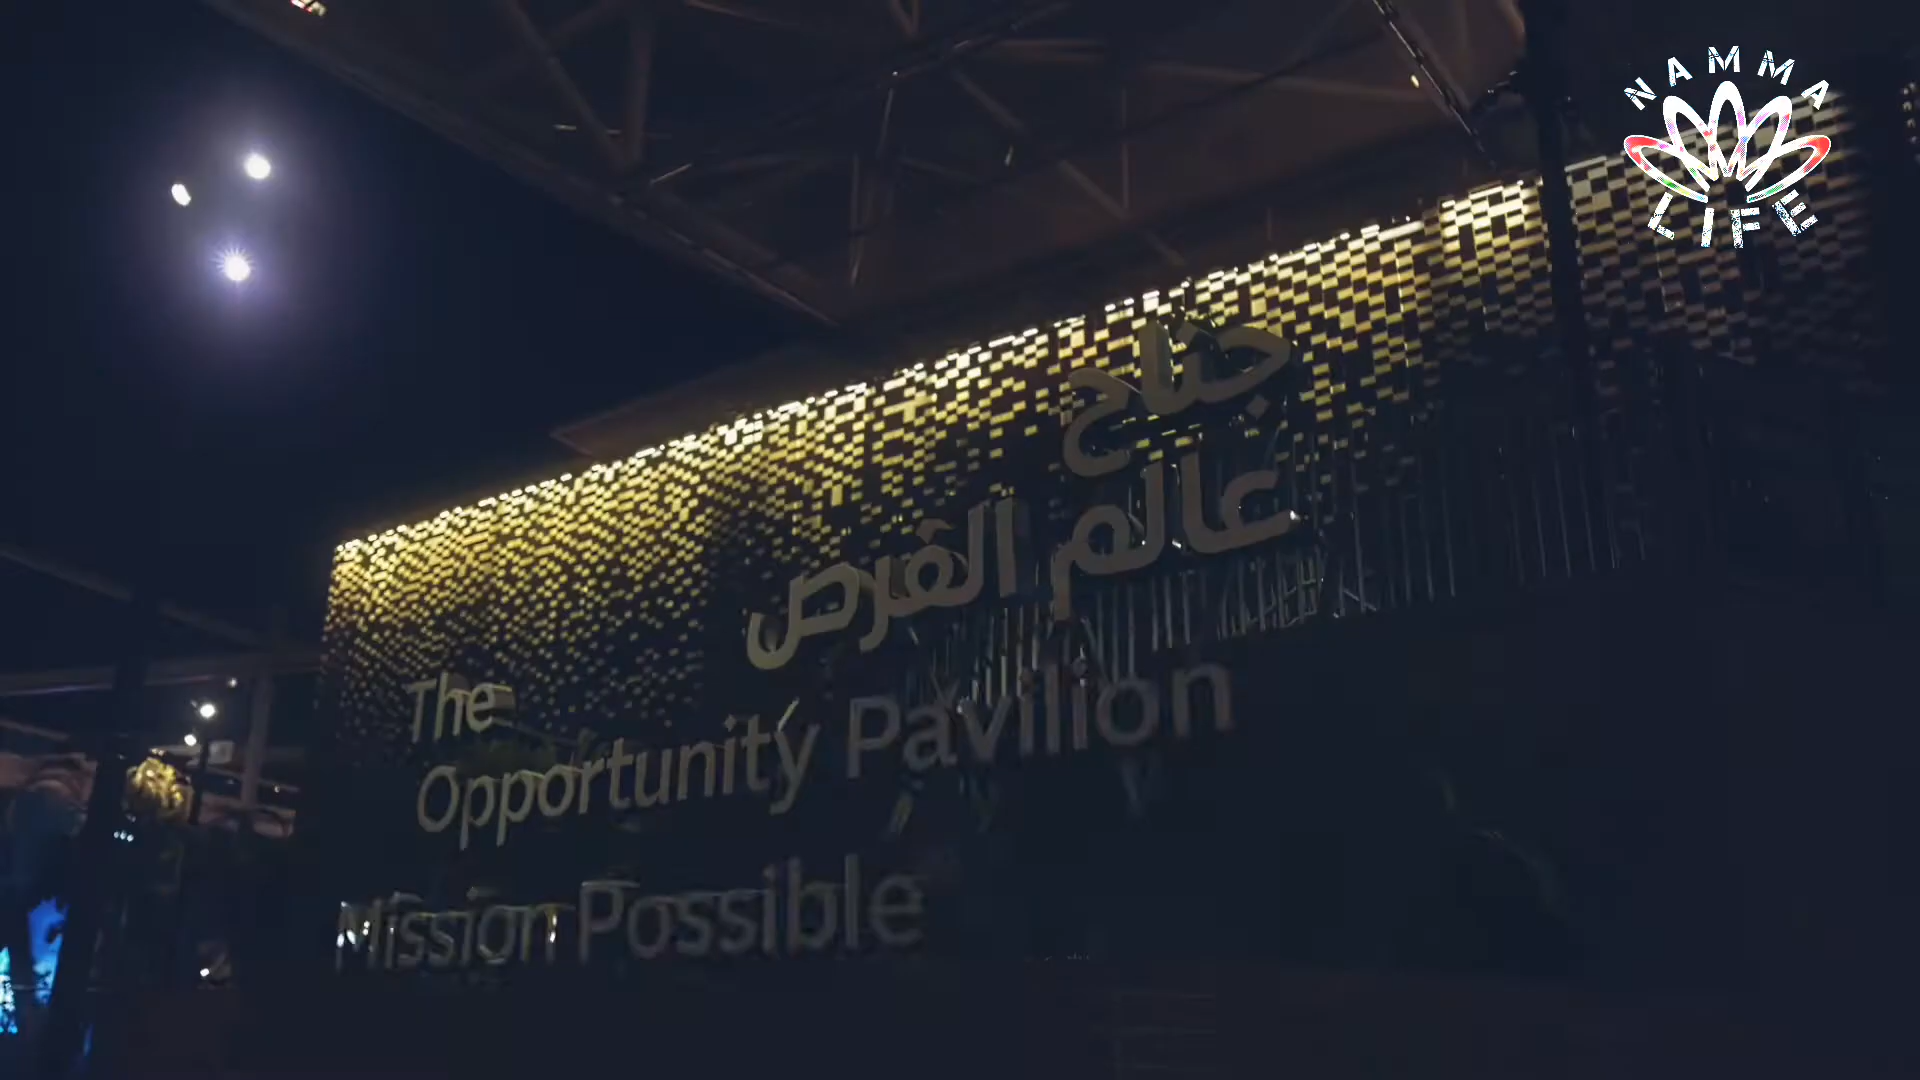 NAMMA
LIFE
جناح
عالم الفرص
The
Opportunity Pavilion
Mission Possible